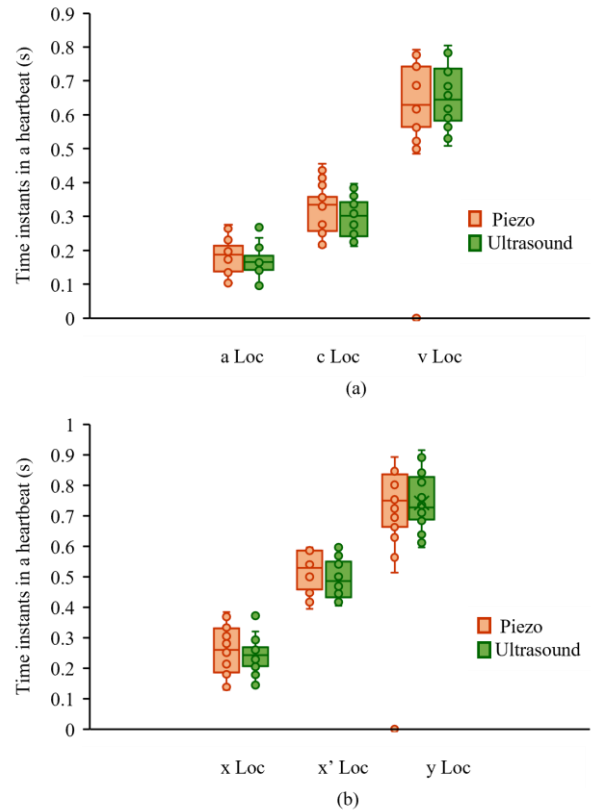 Time instants in a heartbeat (s)
0.9
0.8
0.7
0.6
0.5
0.4
0.3
0.2
0.1
0
Piezo
Ultrasound
a Loc c Loc v Loc
(a)
Time instants in a heartbeat (s)
1
0.9
0.8
0.7
0.6
0.5
0.4
0.3
0.2
0.1
0
Piezo
Ultrasound
x Loc x’ Loc y Loc
(b)